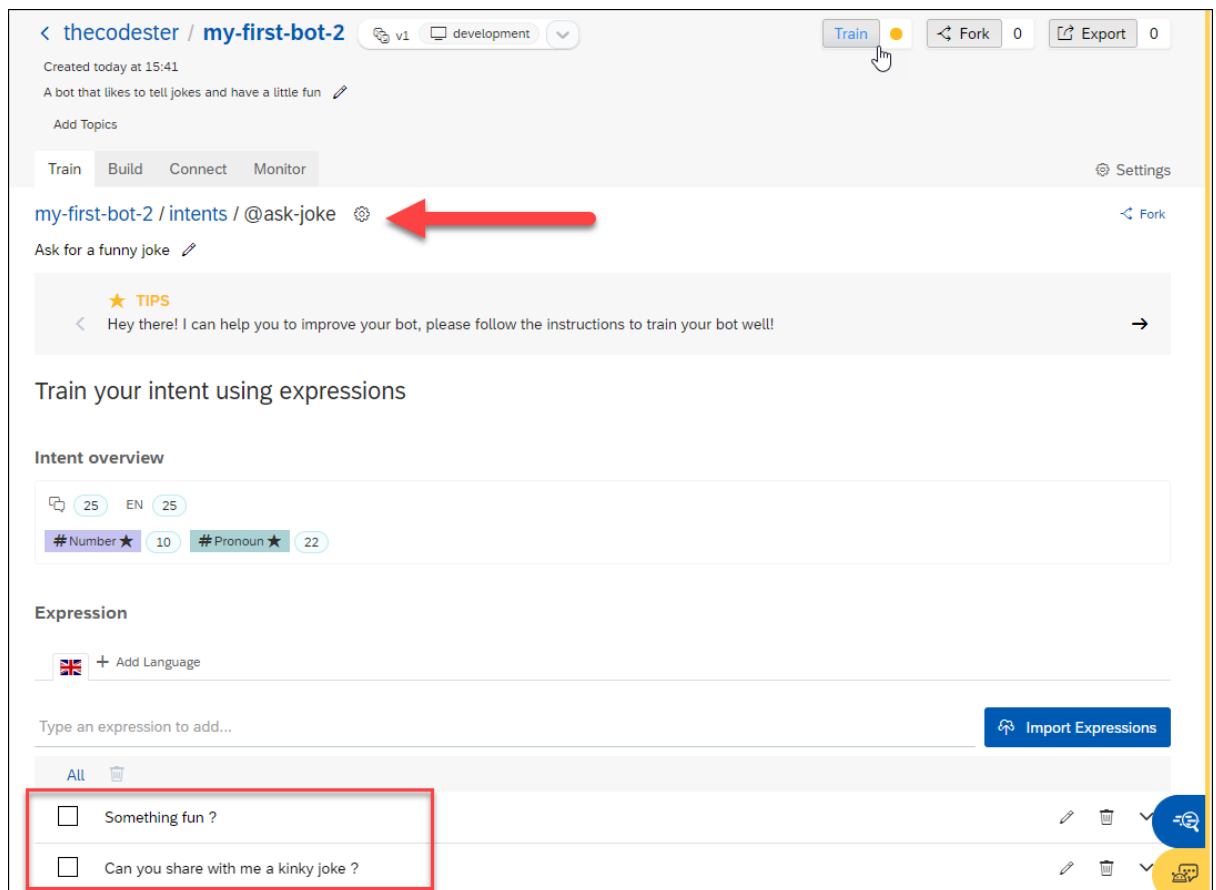 thecodester / my-first-bot-2 v1 development Train Fork 0 Export 0
Created today at 15:41
A bot that likes to tell jokes and have a little fun
Add Topics
Train Build Connect Monitor Settings
my-first-bot-2 / intents / @ask-joke Fork
Ask for a funny joke
TIPS
Hey there! I can help you to improve your bot, please follow the instructions to train your bot well!
Train your intent using expressions
Intent overview
25 EN 25
#Number 10 #Pronoun 22
Expression
+ Add Language
Type an expression to add... Import Expressions
All
Something fun ?
Can you share with me a kinky joke ?